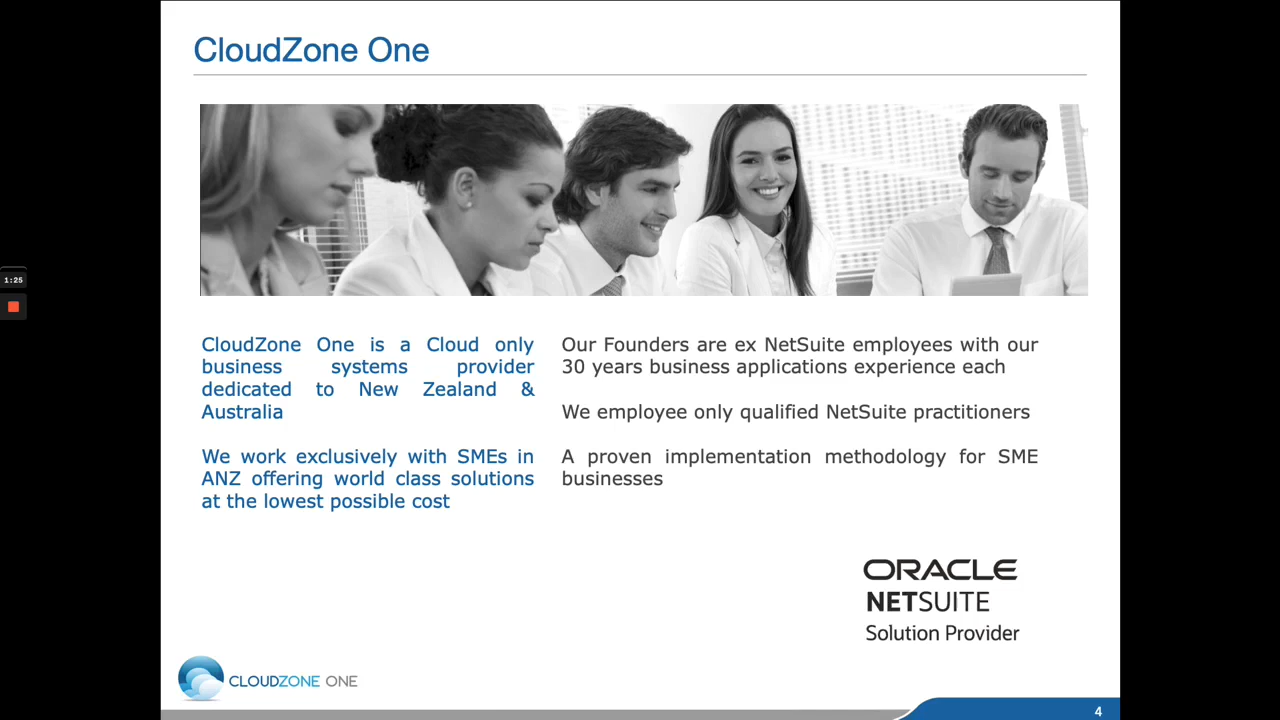 CloudZone One
1:25
CloudZone One is a Cloud only
business systems provider
dedicated to New Zealand &
Australia
We work exclusively with SMEs in
ANZ offering world class solutions
at the lowest possible cost
Our Founders are ex NetSuite employees with our
30 years business applications experience each
We employee only qualified NetSuite practitioners
A proven implementation methodology for SME
businesses
ORACLE
NETSUITE
Solution Provider
CLOUDZONE ONE
4